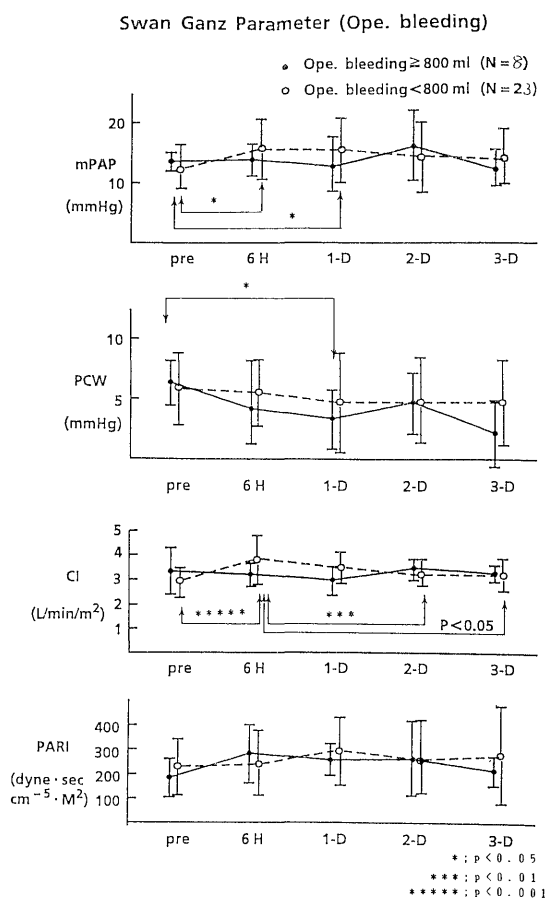 Swan Ganz Parameter (Ope. bleeding)
• Ope. bleeding≥800 ml (N=8)
○ Ope. bleeding<800 ml (N=23)
20
mPAP
10
(mmHg)
*
*
pre 6 H 1-D 2-D 3-D
*
10
PCW
5
(mmHg)
pre 6 H 1-D 2-D 3-D
5
4
CI 3
2
(L/min/m²)
1
***** *** P<0.05
pre 6 H 1-D 2-D 3-D
400
PARI 300
(dyne·sec 200
cm⁻⁵·M²) 100
pre 6 H 1-D 2-D 3-D
* ; p<0.05
*** ; p<0.01
***** ; p<0.001